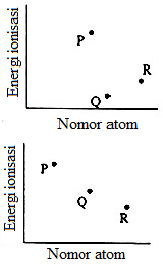 Energi ionisasi
P
R
Q
Nomor atom
Energi ionisasi
P
Q
R
Nomor atom